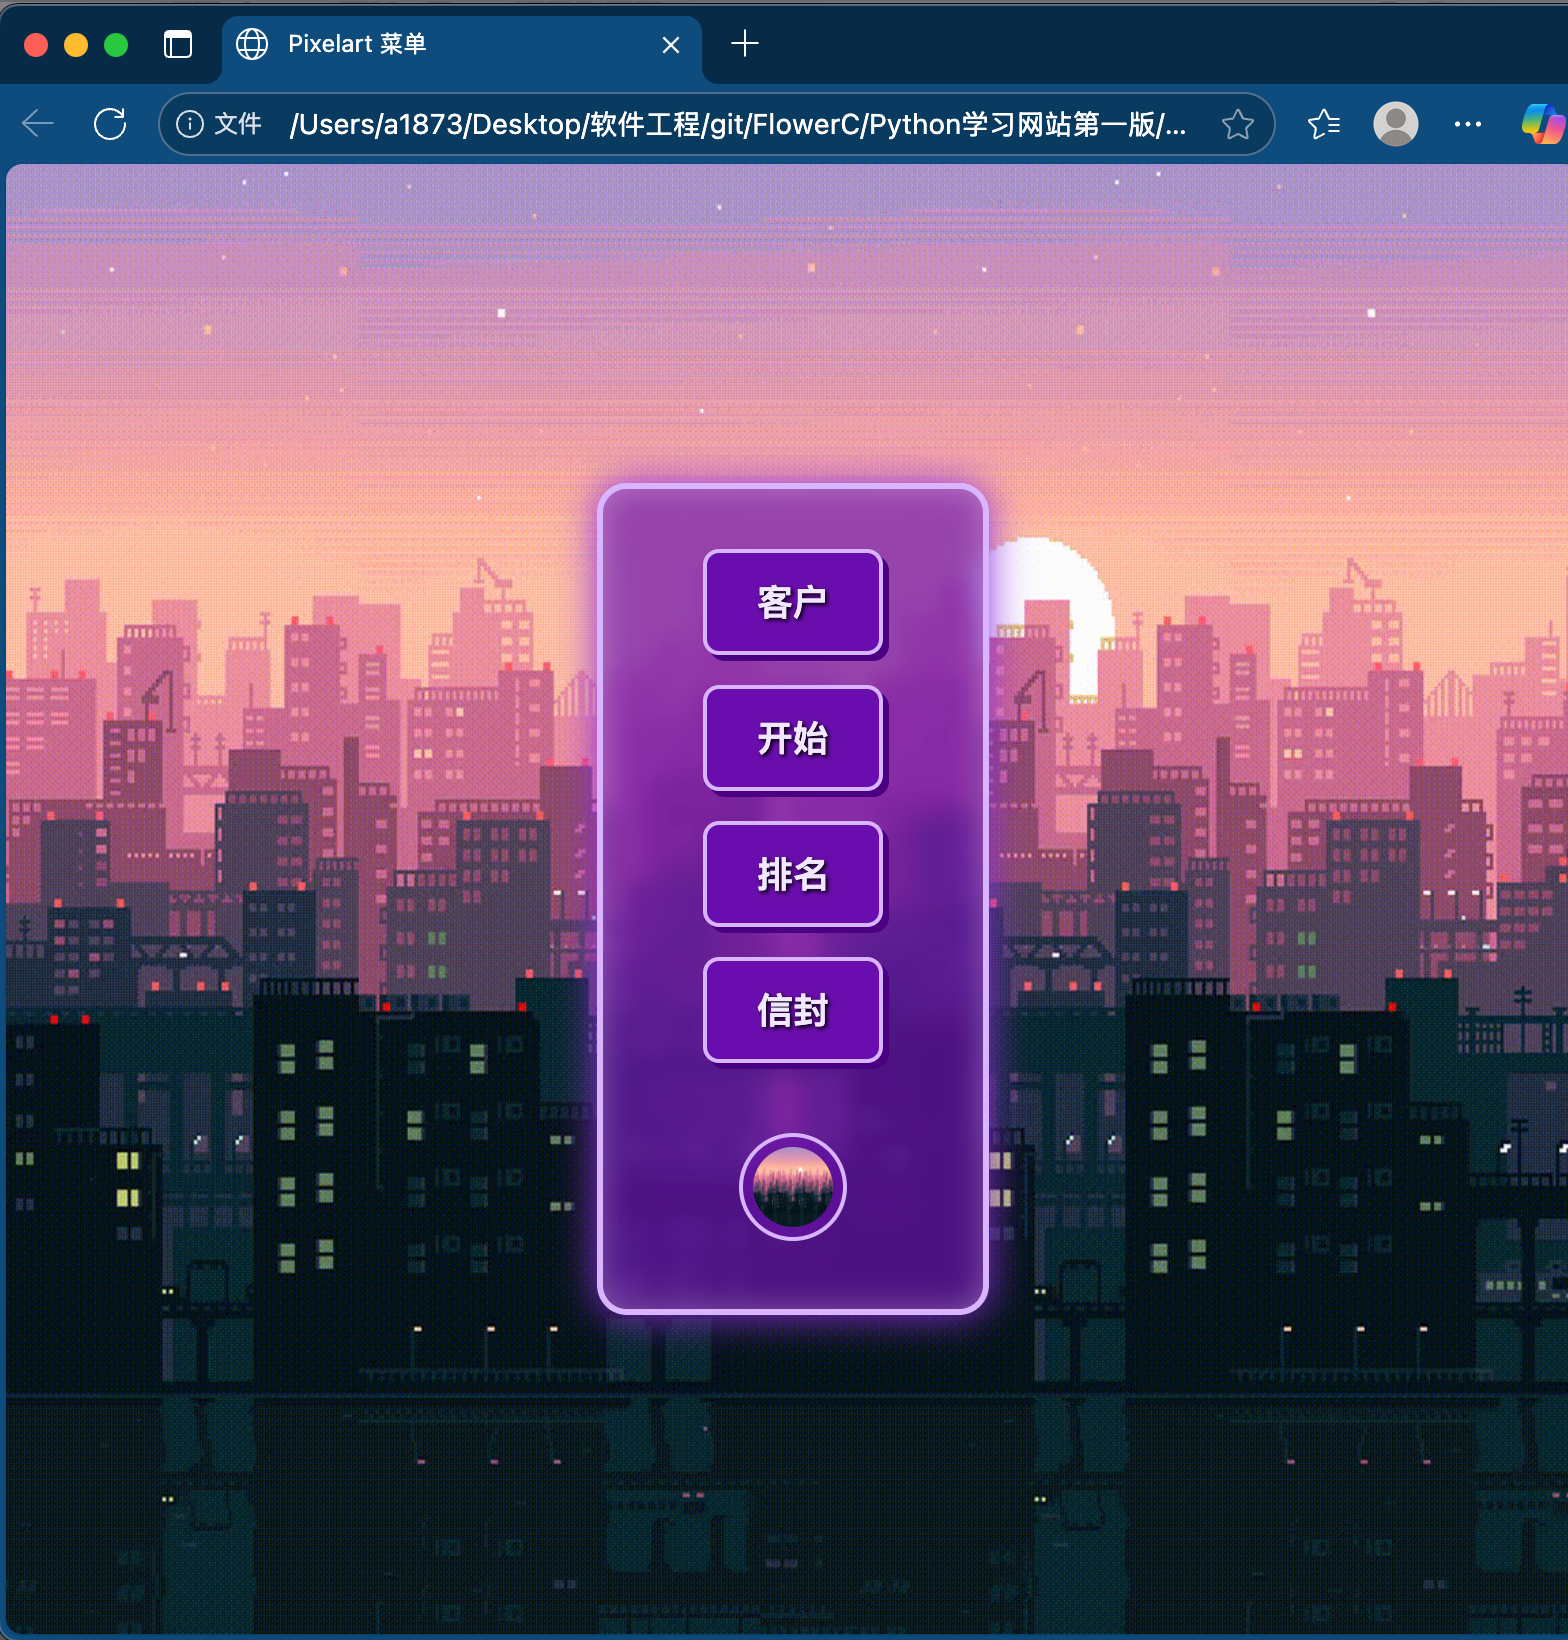 Pixelart 菜单
文件 /Users/a1873/Desktop/软件工程/git/FlowerC/Python学习网站第一版/...
客户
开始
排名
信封